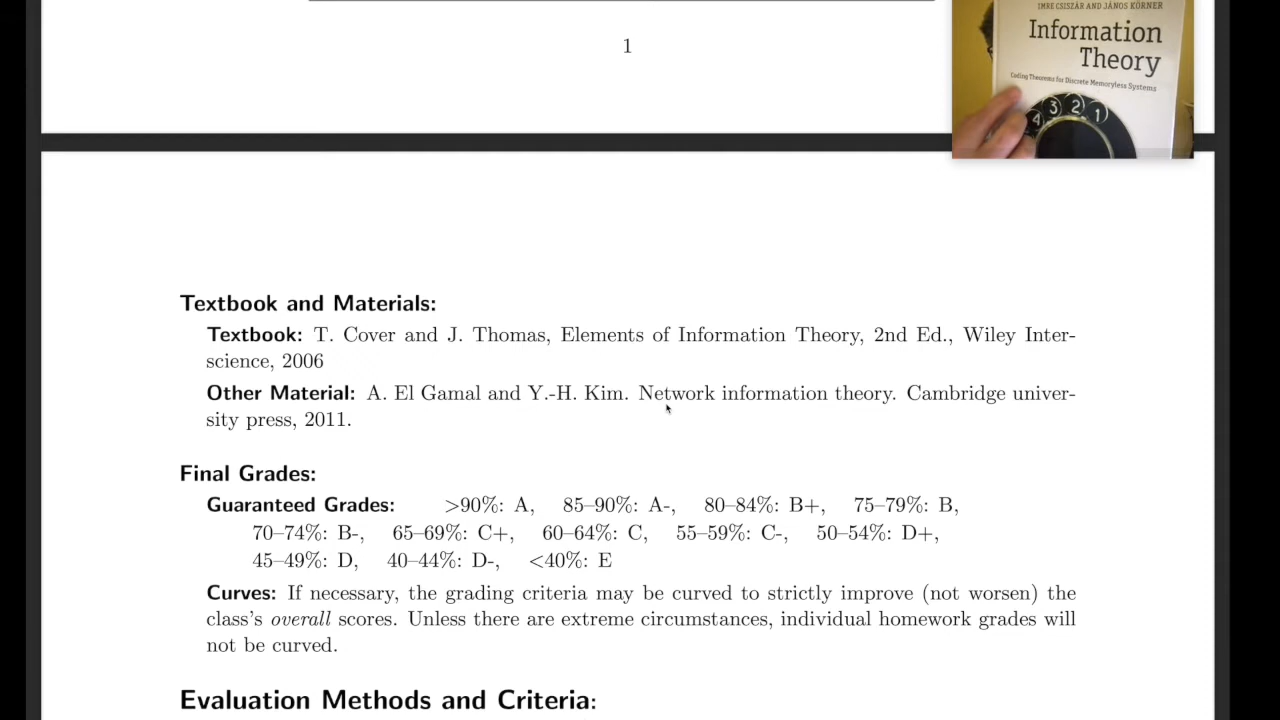 1
IMRE CSISZÁR AND JÁNOS KÖRNER
Information
Theory
Coding Theorems for Discrete Memoryless Systems
4 3 2 1
Textbook and Materials:
Textbook: T. Cover and J. Thomas, Elements of Information Theory, 2nd Ed., Wiley Inter-
science, 2006
Other Material: A. El Gamal and Y.-H. Kim. Network information theory. Cambridge univer-
sity press, 2011.
Final Grades:
Guaranteed Grades: >90%: A, 85–90%: A-, 80–84%: B+, 75–79%: B,
70–74%: B-, 65–69%: C+, 60–64%: C, 55–59%: C-, 50–54%: D+,
45–49%: D, 40–44%: D-, <40%: E
Curves: If necessary, the grading criteria may be curved to strictly improve (not worsen) the
class's overall scores. Unless there are extreme circumstances, individual homework grades will
not be curved.
Evaluation Methods and Criteria: